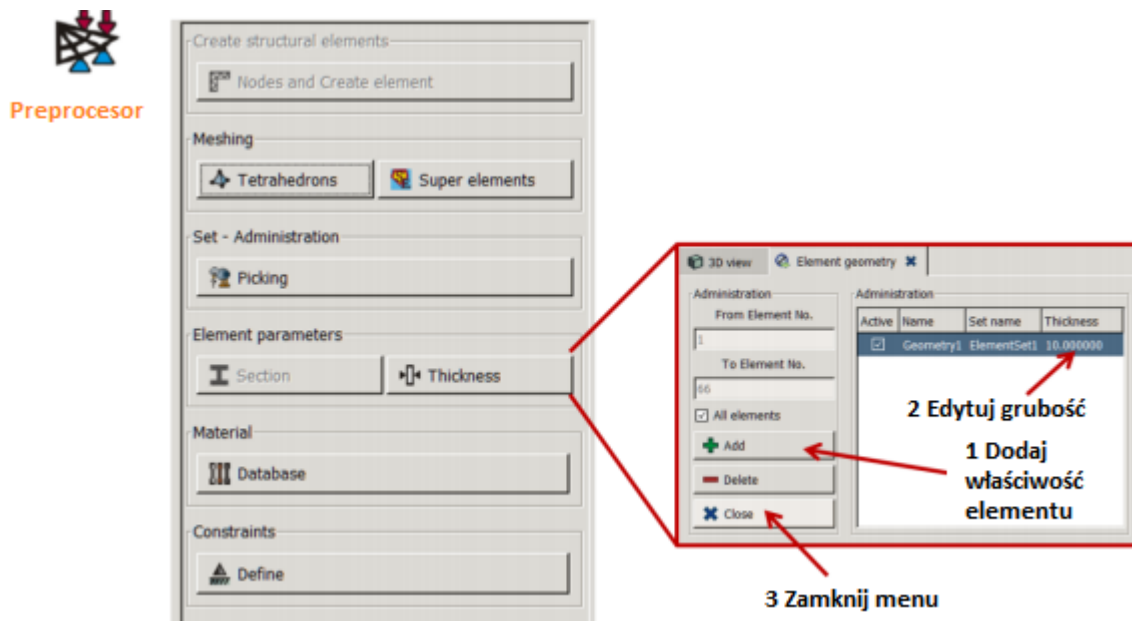 Preprocesor
Create structural elements
Nodes and Create element
Meshing
Tetrahedrons
Super elements
Set - Administration
Picking
Element parameters
Section
Thickness
Material
Database
Constraints
Define
3D view
Element geometry
Administration
From Element No.
1
To Element No.
66
All elements
Add
Delete
Close
Administration
Active Name Set name Thickness
Geometry1 ElementSet1 10.000000
2 Edytuj grubość
1 Dodaj
właściwość
elementu
3 Zamknij menu